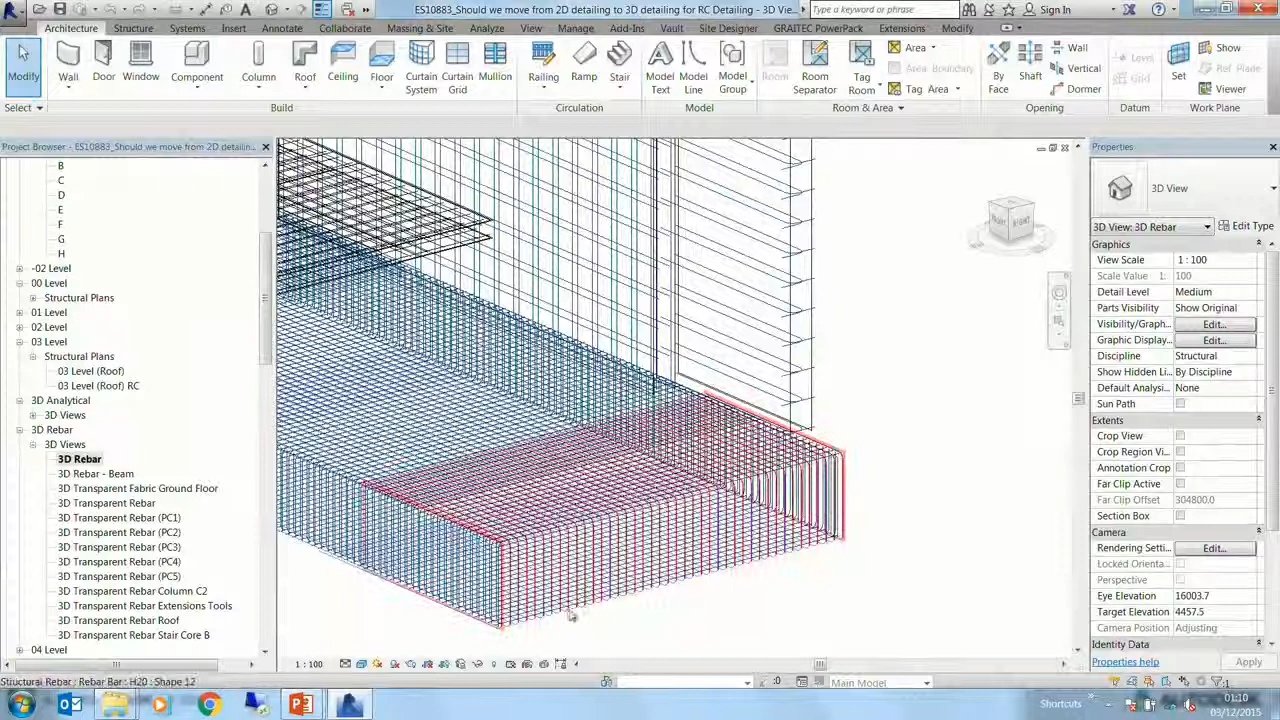 ES10883_Should we move from 2D detailing to 3D detailing for RC Detailing - 3D Vie...
Type a keyword or phrase
Sign In
Architecture Structure Systems Insert Annotate Collaborate Massing & Site Analyze View Manage Add-Ins Vault Site Designer GRAITEC PowerPack Extensions Modify
Modify
Wall Door Window Component Column Roof Ceiling Floor Curtain System Curtain Grid Mullion
Railing Ramp Stair
Model Text Model Line Model Group
Room Room Separator Tag Room
Area
Area Boundary
Tag Area
By Face Shaft
Wall
Vertical
Dormer
Level
Grid
Set
Show
Ref Plane
Viewer
Select Build Circulation Model Room & Area Opening Datum Work Plane
Project Browser - ES10883_Should we move from 2D detailin...
B
C
D
E
F
G
H
-02 Level
00 Level
Structural Plans
01 Level
02 Level
03 Level
Structural Plans
03 Level (Roof)
03 Level (Roof) RC
3D Analytical
3D Views
3D Rebar
3D Views
3D Rebar
3D Rebar - Beam
3D Transparent Fabric Ground Floor
3D Transparent Rebar
3D Transparent Rebar (PC1)
3D Transparent Rebar (PC2)
3D Transparent Rebar (PC3)
3D Transparent Rebar (PC4)
3D Transparent Rebar (PC5)
3D Transparent Rebar Column C2
3D Transparent Rebar Extensions Tools
3D Transparent Rebar Roof
3D Transparent Rebar Stair Core B
04 Level
FRONT RIGHT
Properties
3D View
3D View: 3D Rebar
Edit Type
Graphics
View Scale 1 : 100
Scale Value 1: 100
Detail Level Medium
Parts Visibility Show Original
Visibility/Graph... Edit...
Graphic Display... Edit...
Discipline Structural
Show Hidden Li... By Discipline
Default Analysi... None
Sun Path
Extents
Crop View
Crop Region Vi...
Annotation Crop
Far Clip Active
Far Clip Offset 304800.0
Section Box
Camera
Rendering Setti... Edit...
Locked Orienta...
Perspective
Eye Elevation 16003.7
Target Elevation 4457.5
Camera Position Adjusting
Identity Data
Properties help
Apply
1 : 100
Structural Rebar : Rebar Bar : H20 : Shape 12
:0
Main Model
:1
Shortcuts
01:10
03/12/2015